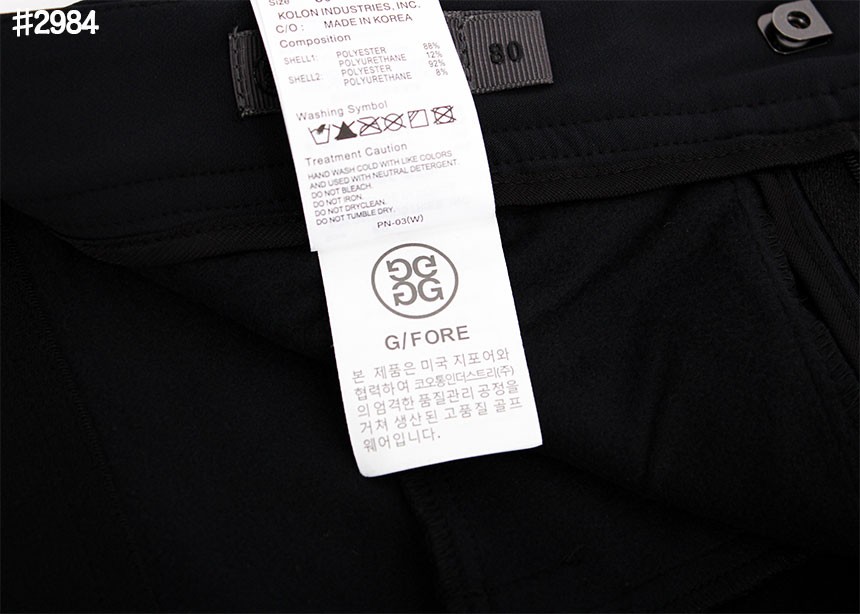 #2984
Size
KOLON INDUSTRIES, INC.
C/O : MADE IN KOREA
Composition
SHELL1: POLYESTER 88%
POLYURETHANE 12%
SHELL2: POLYESTER 92%
POLYURETHANE 8%
80
Washing Symbol
Treatment Caution
HAND WASH COLD WITH LIKE COLORS
AND USED WITH NEUTRAL DETERGENT.
DO NOT BLEACH.
DO NOT IRON.
DO NOT DRYCLEAN.
DO NOT TUMBLE DRY.
PN-03(W)
G/FORE
본 제품은 미국 지포어와
협력하여 코오롱인더스트리(주)
의 엄격한 품질관리 공정을
거쳐 생산된 고품질 골프
웨어입니다.